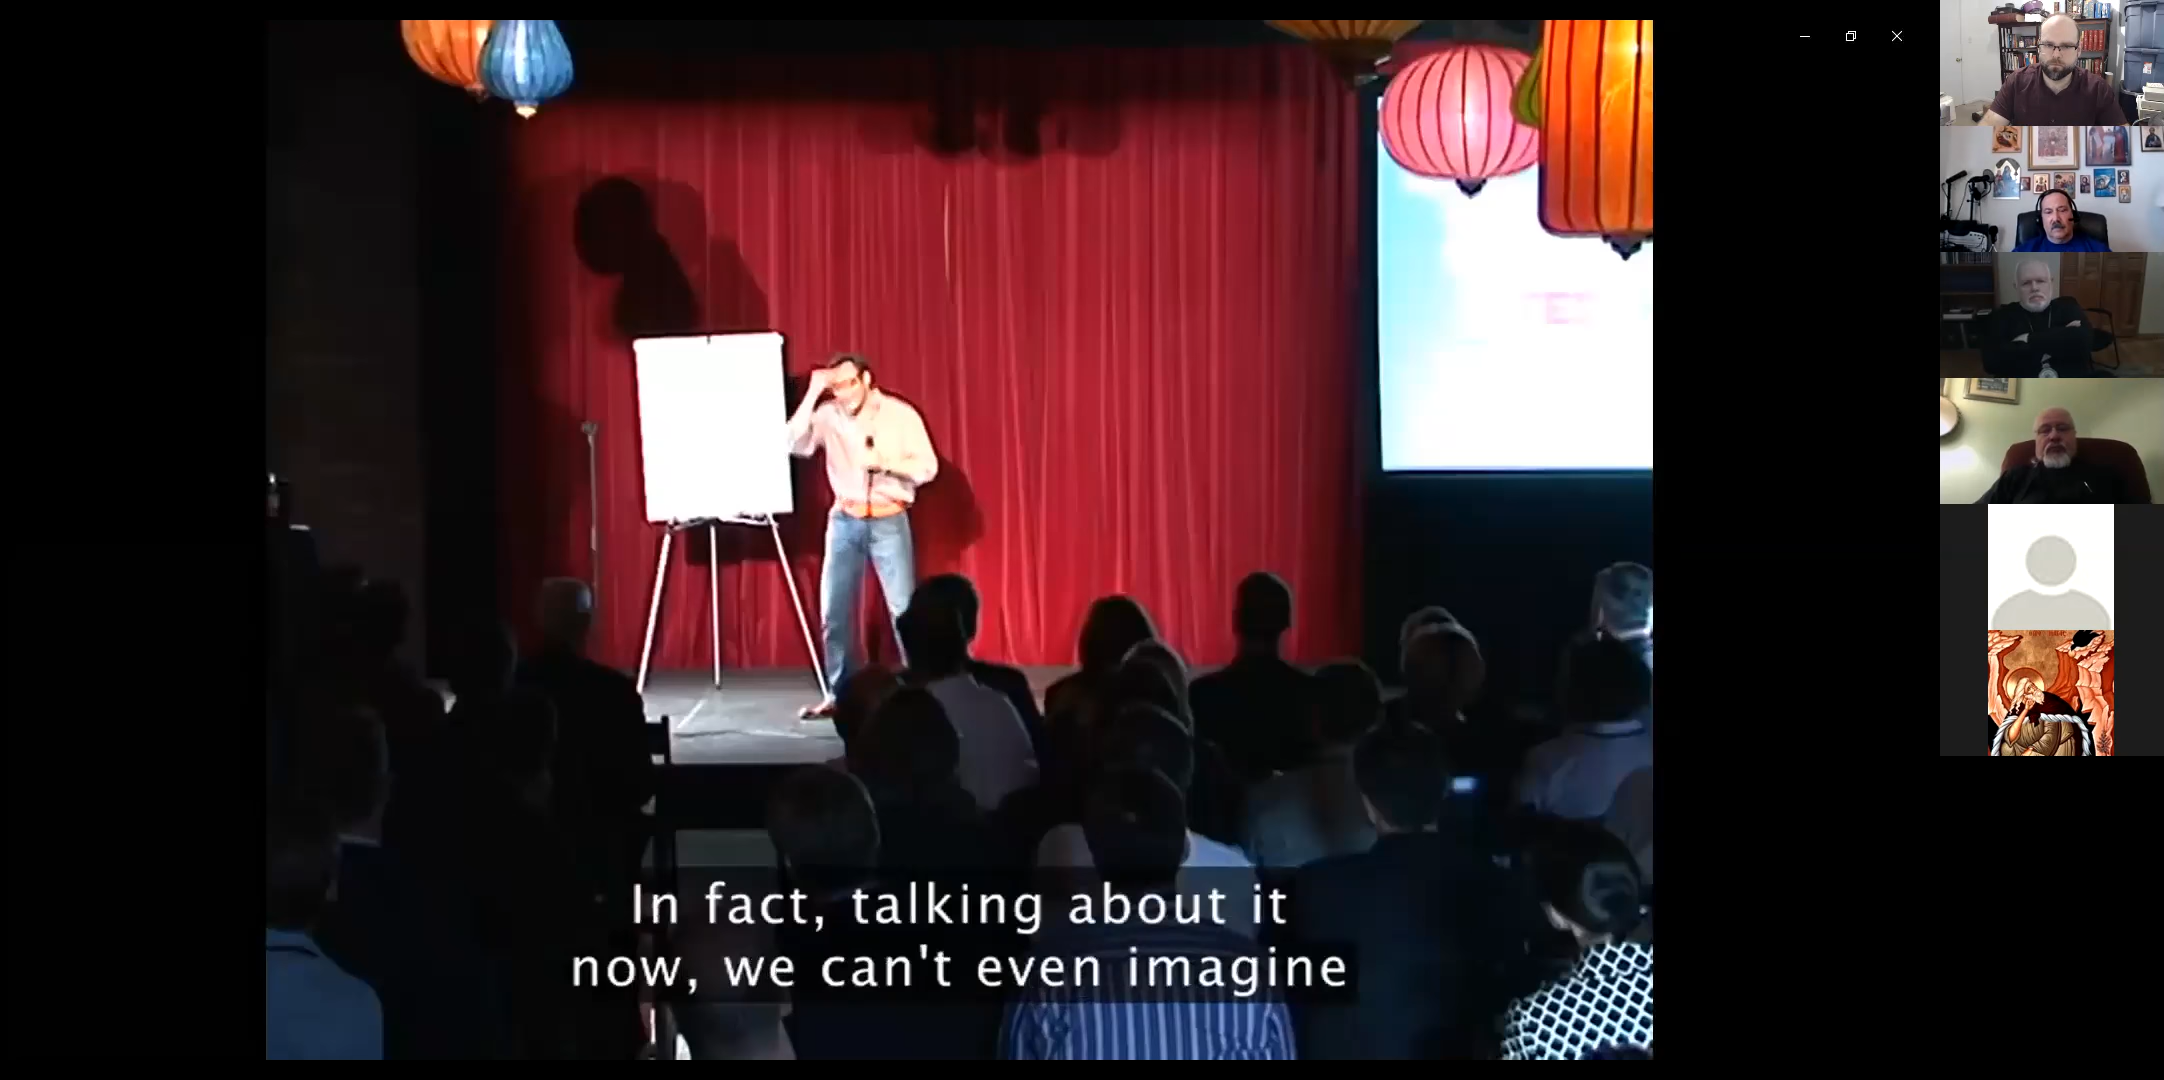 In fact, talking about it
now, we can't even imagine